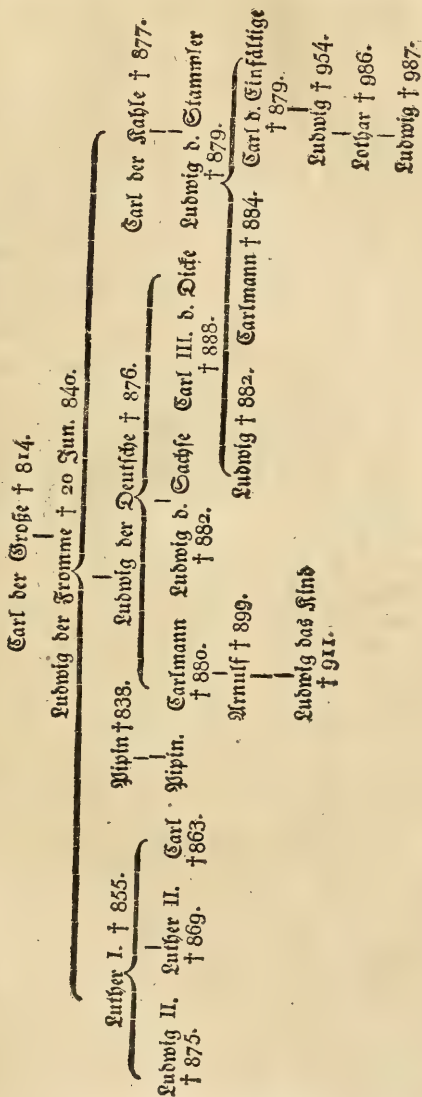 Carl der Große † 814.
Ludwig der Fromme † 20 Jun. 840.
Luther I. † 855.
Pipin † 838.
Ludwig der Deutsche † 876.
Carl der Kahle † 877.
Ludwig II. † 875.
Luther II. † 869.
Carl † 863.
Pipin.
Carlmann † 880.
Ludwig d. Sachse † 882.
Carl III. d. Dicke † 888.
Ludwig d. Stammler † 879.
Arnulf † 899.
Ludwig das Kind † 911.
Ludwig † 882.
Carlmann † 884.
Carl d. Einfältige † 879.
Ludwig † 954.
Lothar † 986.
Ludwig † 987.